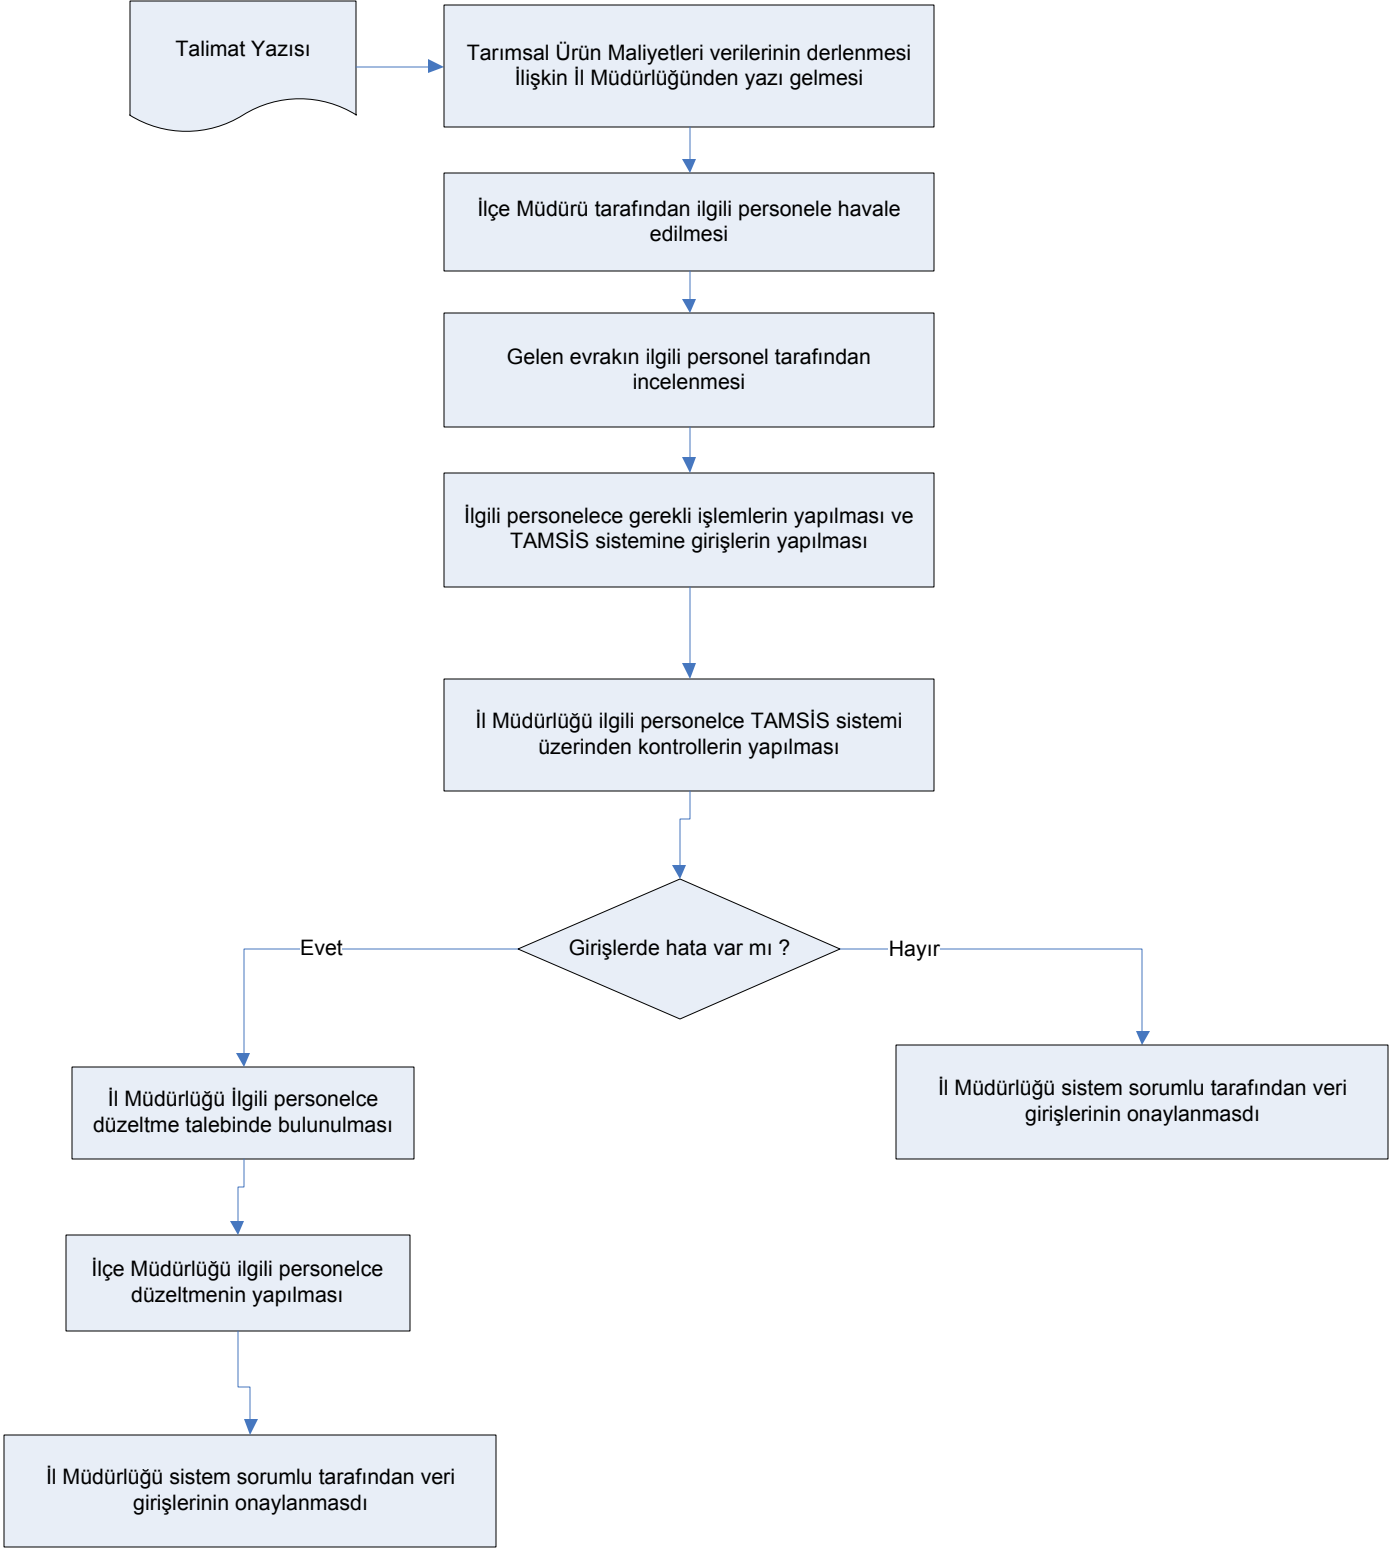 Talimat Yazısı
Tarımsal Ürün Maliyetleri verilerinin derlenmesi
İlişkin İl Müdürlüğünden yazı gelmesi
İlçe Müdürü tarafından ilgili personele havale
edilmesi
Gelen evrakın ilgili personel tarafından
incelenmesi
İlgili personelece gerekli işlemlerin yapılması ve
TAMSİS sistemine girişlerin yapılması
İl Müdürlüğü ilgili personelce TAMSİS sistemi
üzerinden kontrollerin yapılması
Girişlerde hata var mı ?
Evet
Hayır
İl Müdürlüğü sistem sorumlu tarafından veri
girişlerinin onaylanmasdı
İl Müdürlüğü İlgili personelce
düzeltme talebinde bulunulması
İlçe Müdürlüğü ilgili personelce
düzeltmenin yapılması
İl Müdürlüğü sistem sorumlu tarafından veri
girişlerinin onaylanmasdı